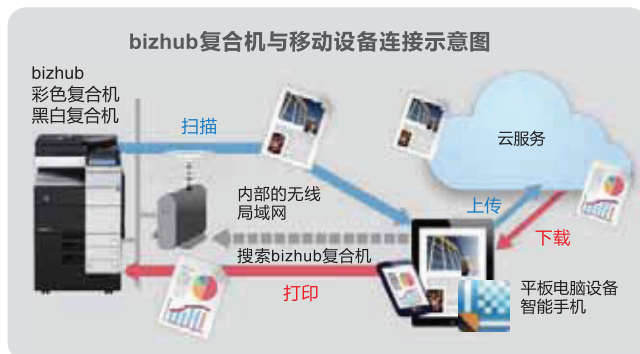 bizhub复合机与移动设备连接示意图
bizhub
彩色复合机
黑白复合机
扫描
云服务
内部的无线
局域网
上传
下载
搜索bizhub复合机
打印
平板电脑设备
智能手机